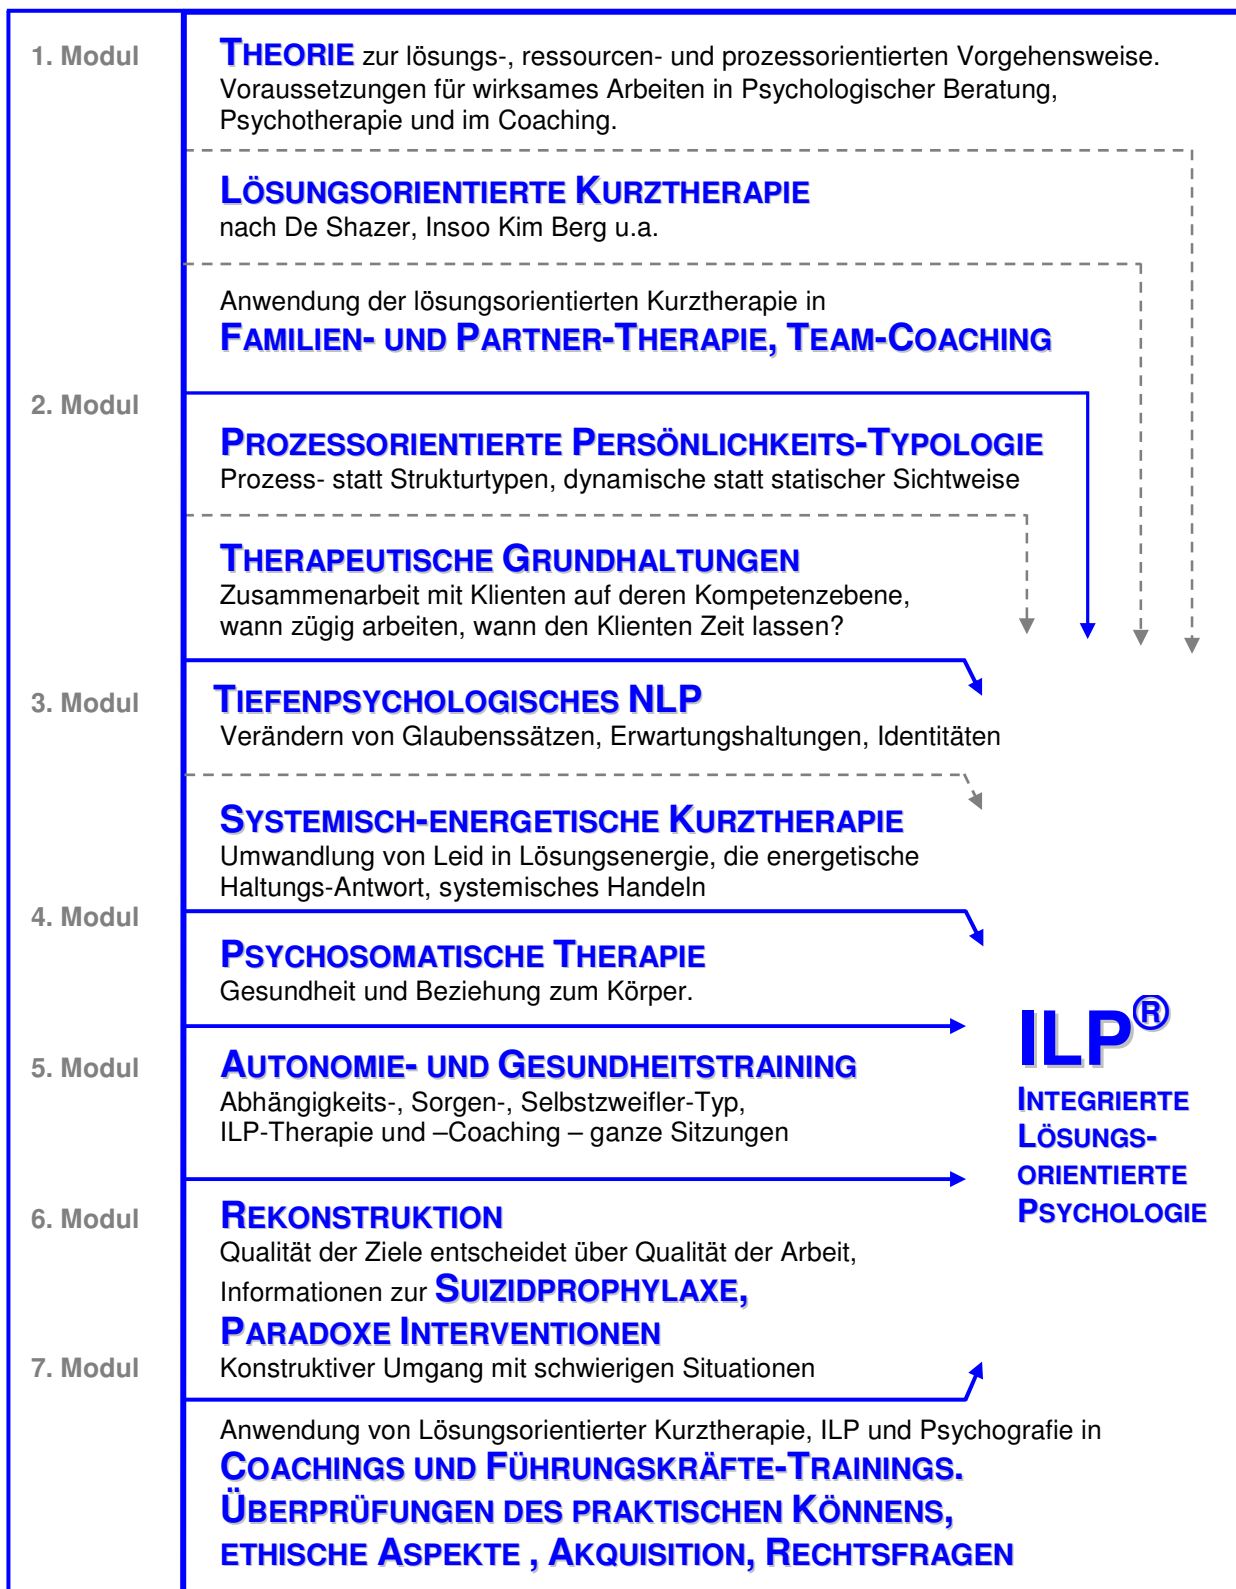 1. Modul
THEORIE zur lösungs-, ressourcen- und prozessorientierten Vorgehensweise.
Voraussetzungen für wirksames Arbeiten in Psychologischer Beratung,
Psychotherapie und im Coaching.
LÖSUNGSORIENTIERTE KURZTHERAPIE
nach De Shazer, Insoo Kim Berg u.a.
Anwendung der lösungsorientierten Kurztherapie in
FAMILIEN- UND PARTNER-THERAPIE, TEAM-COACHING
2. Modul
PROZESSORIENTIERTE PERSÖNLICHKEITS-TYPOLOGIE
Prozess- statt Strukturtypen, dynamische statt statischer Sichtweise
THERAPEUTISCHE GRUNDHALTUNGEN
Zusammenarbeit mit Klienten auf deren Kompetenzebene,
wann zügig arbeiten, wann den Klienten Zeit lassen?
3. Modul
TIEFENPSYCHOLOGISCHES NLP
Verändern von Glaubenssätzen, Erwartungshaltungen, Identitäten
SYSTEMISCH-ENERGETISCHE KURZTHERAPIE
Umwandlung von Leid in Lösungsenergie, die energetische
Haltungs-Antwort, systemisches Handeln
4. Modul
PSYCHOSOMATISCHE THERAPIE
Gesundheit und Beziehung zum Körper.
5. Modul
AUTONOMIE- UND GESUNDHEITSTRAINING
Abhängigkeits-, Sorgen-, Selbstzweifler-Typ,
ILP-Therapie und –Coaching – ganze Sitzungen
ILP®
INTEGRIERTE
LÖSUNGS-
ORIENTIERTE
PSYCHOLOGIE
6. Modul
REKONSTRUKTION
Qualität der Ziele entscheidet über Qualität der Arbeit,
Informationen zur SUIZIDPROPHYLAXE,
PARADOXE INTERVENTIONEN
7. Modul
Konstruktiver Umgang mit schwierigen Situationen
Anwendung von Lösungsorientierter Kurztherapie, ILP und Psychografie in
COACHINGS UND FÜHRUNGSKRÄFTE-TRAININGS.
ÜBERPRÜFUNGEN DES PRAKTISCHEN KÖNNENS,
ETHISCHE ASPEKTE , AKQUISITION, RECHTSFRAGEN